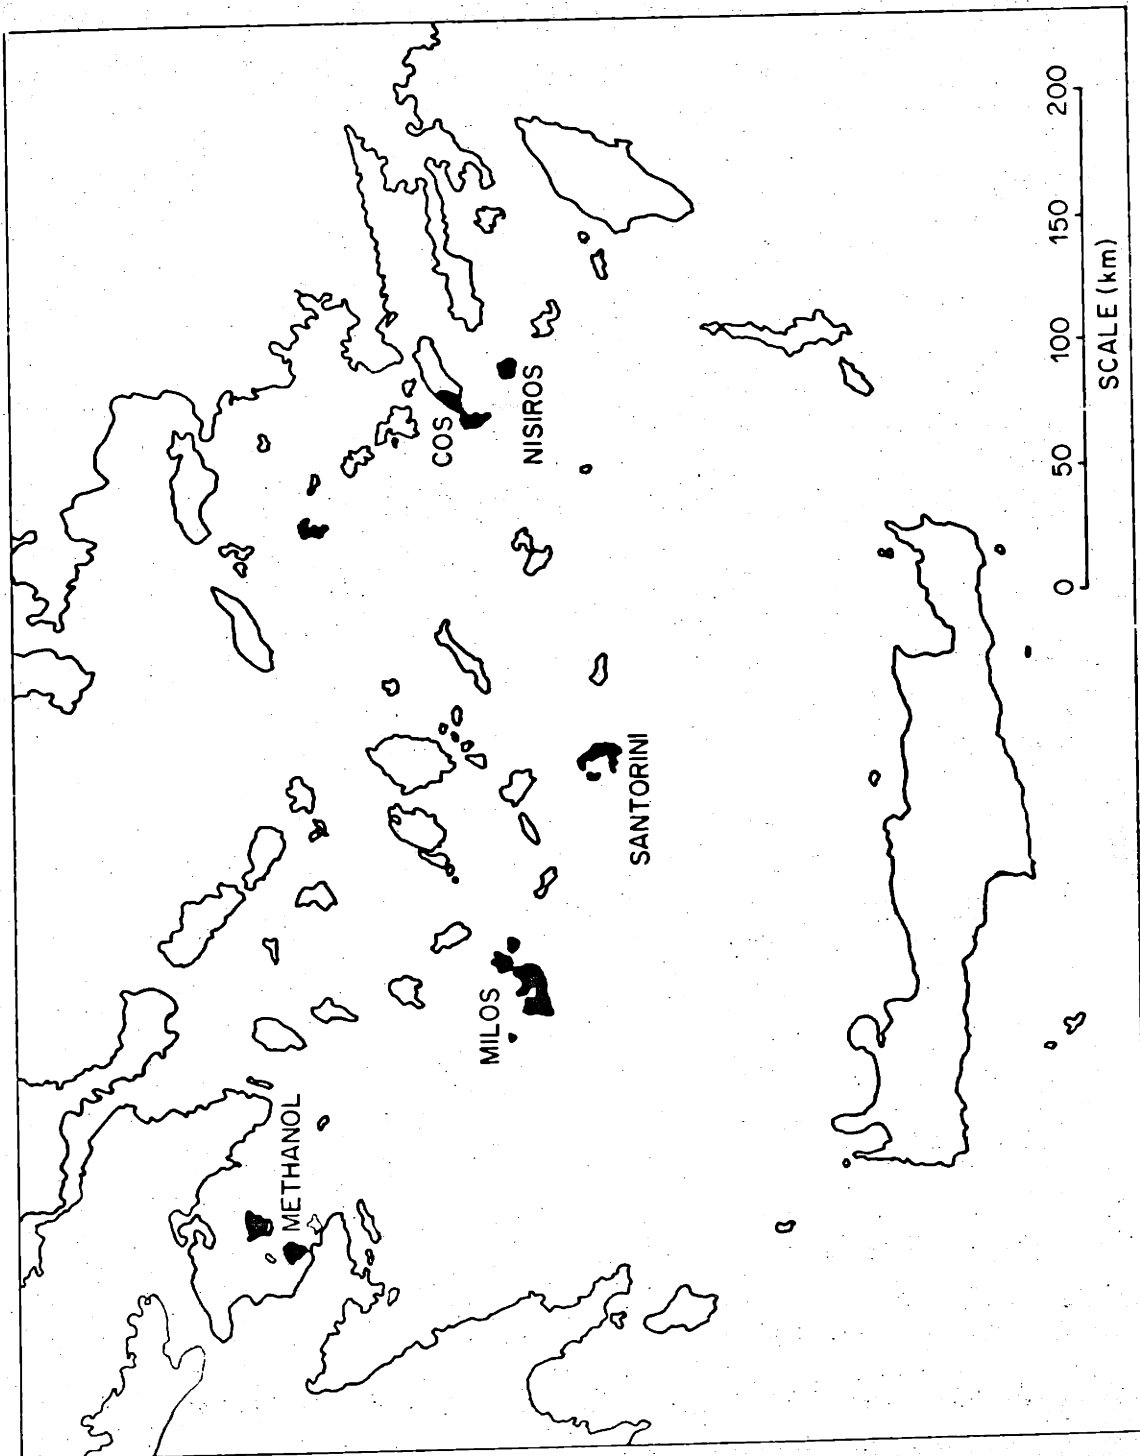 METHANOL
MILOS
SANTORINI
COS
NISIROS
0 50 100 150 200
SCALE (km)